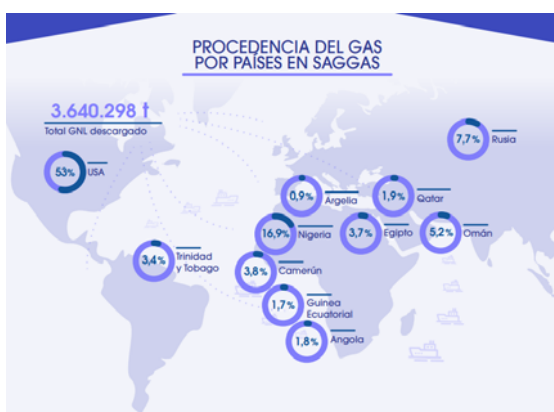 PROCEDENCIA DEL GAS
POR PAÍSES EN SAGGAS
3.640.298 t
Total GNL descargado
53%
USA
7,7%
Rusia
0,9%
Argelia
1,9%
Qatar
16,9%
Nigeria
3,7%
Egipto
5,2%
Omán
3,4%
Trinidad
y Tobago
3,8%
Camerún
1,7%
Guinea
Ecuatorial
1,8%
Angola